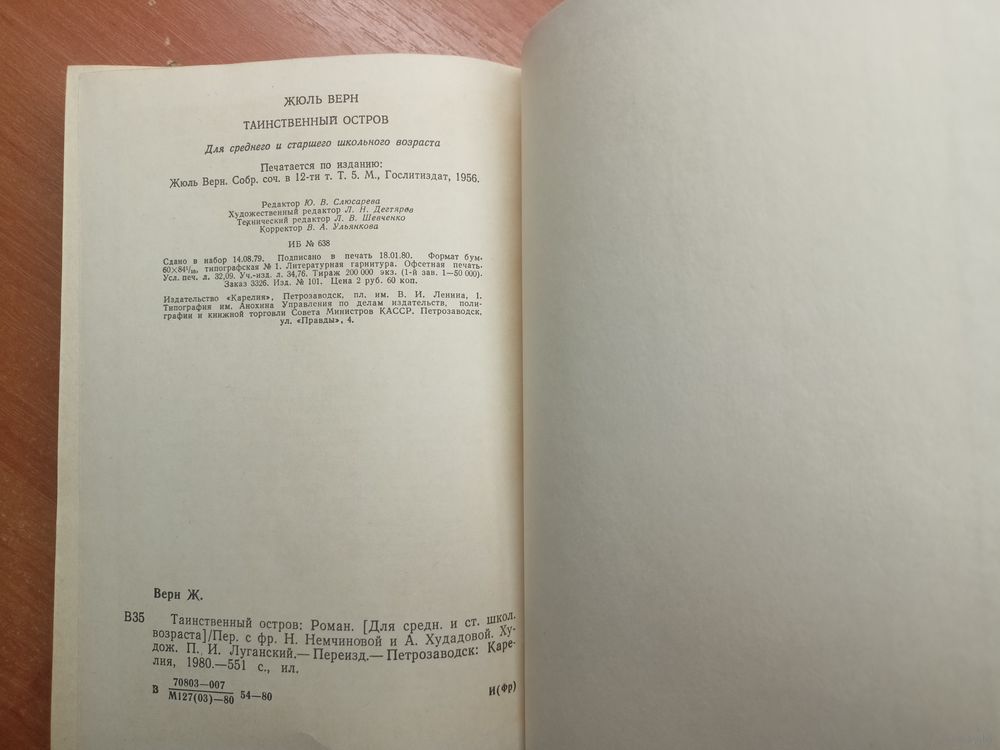 ЖЮЛЬ ВЕРН
ТАИНСТВЕННЫЙ ОСТРОВ
Для среднего и старшего школьного возраста
Печатается по изданию:
Жюль Верн. Собр. соч. в 12-ти т. Т. 5. М., Гослитиздат, 1956.
Редактор Ю. В. Слюсарева
Художественный редактор Л. Н. Дегтярев
Технический редактор Л. В. Шевченко
Корректор В. А. Ульянкова
ИБ № 638
Сдано в набор 14.08.79. Подписано в печать 18.01.80. Формат бум-
60×84 1/16, типографская № 1. Литературная гарнитура. Офсетная печать.
Усл. печ. л. 32,09. Уч.-изд. л. 34,76. Тираж 200 000 экз. (1-й зав. 1—50 000).
Заказ 3326. Изд. № 101. Цена 2 руб. 60 коп.
Издательство «Карелия», Петрозаводск, пл. им. В. И. Ленина, 1.
Типография им. Анохина Управления по делам издательств, поли-
графии и книжной торговли Совета Министров КАССР. Петрозаводск,
ул. «Правды», 4.
Верн Ж.
В35 Таинственный остров: Роман. [Для средн. и ст. школ.
возраста]/Пер. с фр. Н. Немчиновой и А. Худадовой. Ху-
дож. П. И. Луганский.— Переизд.— Петрозаводск: Каре-
лия, 1980.—551 с., ил.
70803—007
В М127(03)—80 54—80 И(Фр)